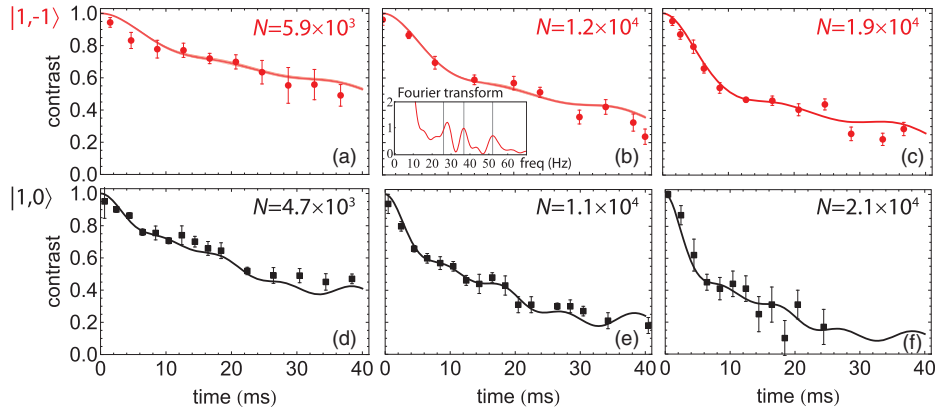 |1,-1⟩
contrast
1.0
0.8
0.6
0.4
0.2
N=5.9×10³
(a)
N=1.2×10⁴
Fourier transform
2
1
0
0 10 20 30 40 50 60
freq (Hz)
(b)
N=1.9×10⁴
(c)
|1,0⟩
contrast
1.0
0.8
0.6
0.4
0.2
0.0
N=4.7×10³
(d)
0 10 20 30 40
time (ms)
N=1.1×10⁴
(e)
0 10 20 30 40
time (ms)
N=2.1×10⁴
(f)
0 10 20 30 40
time (ms)